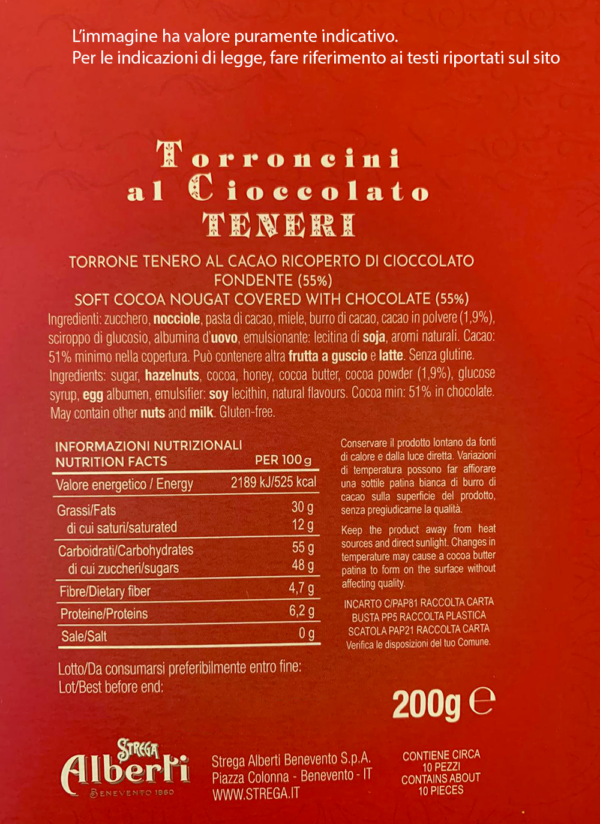 L'immagine ha valore puramente indicativo.
Per le indicazioni di legge, fare riferimento ai testi riportati sul sito
Torroncini
al Cioccolato
TENERI
TORRONE TENERO AL CACAO RICOPERTO DI CIOCCOLATO
FONDENTE (55%)
SOFT COCOA NOUGAT COVERED WITH CHOCOLATE (55%)
Ingredienti: zucchero, nocciole, pasta di cacao, miele, burro di cacao, cacao in polvere (1,9%),
sciroppo di glucosio, albumina d'uovo, emulsionante: lecitina di soja, aromi naturali. Cacao:
51% minimo nella copertura. Può contenere altra frutta a guscio e latte. Senza glutine.
Ingredients: sugar, hazelnuts, cocoa, honey, cocoa butter, cocoa powder (1,9%), glucose
syrup, egg albumen, emulsifier: soy lecithin, natural flavours. Cocoa min: 51% in chocolate.
May contain other nuts and milk. Gluten-free.
INFORMAZIONI NUTRIZIONALI
NUTRITION FACTS PER 100 g
Valore energetico / Energy 2189 kJ/525 kcal
Grassi/Fats 30 g
di cui saturi/saturated 12 g
Carboidrati/Carbohydrates 55 g
di cui zuccheri/sugars 48 g
Fibre/Dietary fiber 4,7 g
Proteine/Proteins 6,2 g
Sale/Salt 0 g
Lotto/Da consumarsi preferibilmente entro fine:
Lot/Best before end:
Conservare il prodotto lontano da fonti
di calore e dalla luce diretta. Variazioni
di temperatura possono far affiorare
una sottile patina bianca di burro di
cacao sulla superficie del prodotto,
senza pregiudicarne la qualità.
Keep the product away from heat
sources and direct sunlight. Changes in
temperature may cause a cocoa butter
patina to form on the surface without
affecting quality.
INCARTO C/PAP81 RACCOLTA CARTA
BUSTA PP5 RACCOLTA PLASTICA
SCATOLA PAP21 RACCOLTA CARTA
Verifica le disposizioni del tuo Comune.
200g e
STREGA
Alberti
BENEVENTO 1860
Strega Alberti Benevento S.p.A.
Piazza Colonna - Benevento - IT
WWW.STREGA.IT
CONTIENE CIRCA
10 PEZZI
CONTAINS ABOUT
10 PIECES